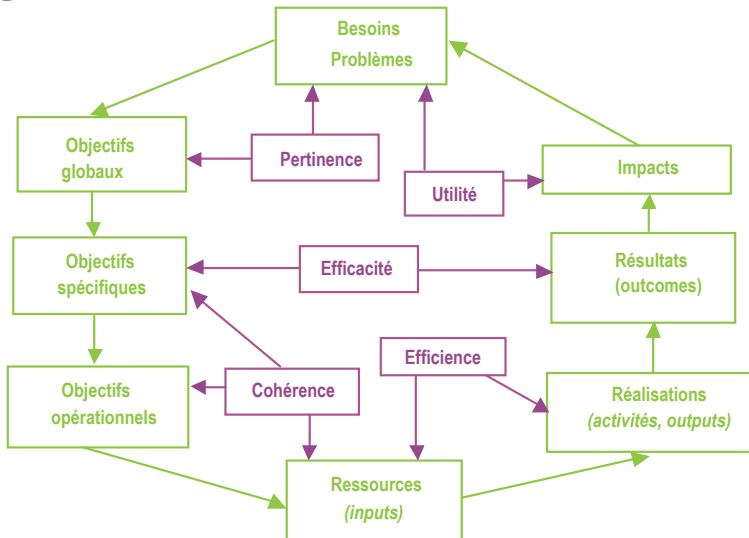 Besoins
Problèmes
Objectifs
globaux
Pertinence
Utilité
Impacts
Objectifs
spécifiques
Efficacité
Résultats
(outcomes)
Efficience
Objectifs
opérationnels
Cohérence
Réalisations
(activités, outputs)
Ressources
(inputs)